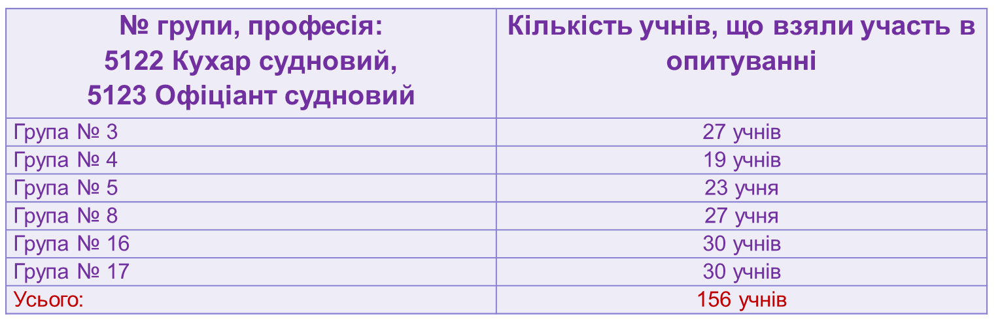 № групи, професія:
5122 Кухар судновий,
5123 Офіціант судновий
Кількість учнів, що взяли участь в
опитуванні
Група № 3
27 учнів
Група № 4
19 учнів
Група № 5
23 учня
Група № 8
27 учня
Група № 16
30 учнів
Група № 17
30 учнів
Усього:
156 учнів